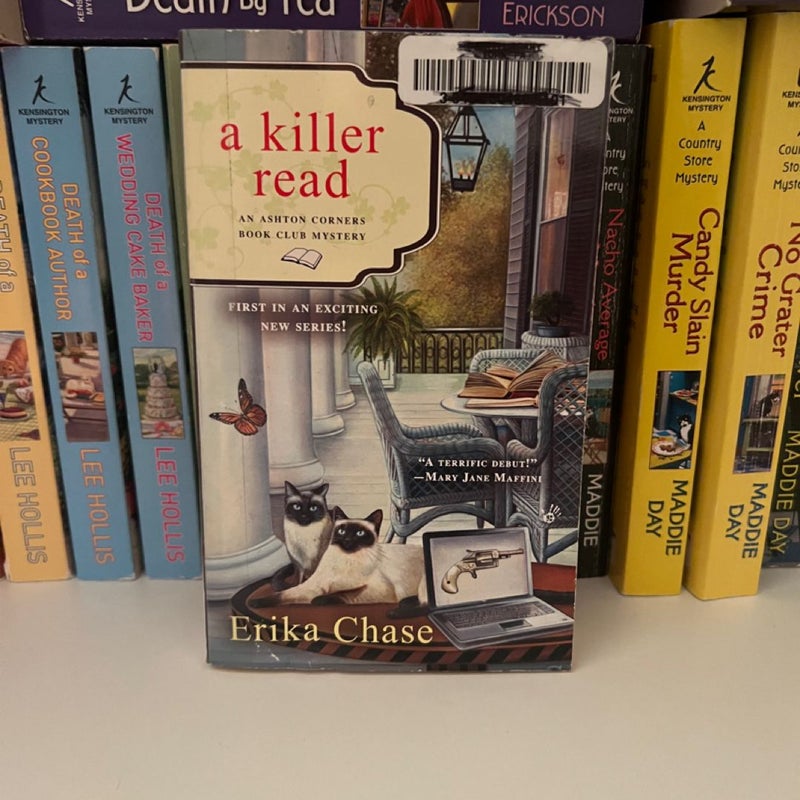 Death by Tea
ERICKSON
KENSINGTON
MYSTERY
DEATH of a
LEE HOLLIS
KENSINGTON
MYSTERY
DEATH of a
COOKBOOK AUTHOR
LEE HOLLIS
KENSINGTON
MYSTERY
DEATH of a
WEDDING CAKE BAKER
LEE HOLLIS
a killer
read
AN ASHTON CORNERS
BOOK CLUB MYSTERY
FIRST IN AN EXCITING
NEW SERIES!
“A TERRIFIC DEBUT!”
—MARY JANE MAFFINI
Erika Chase
Nacho Average
MADDIE
KENSINGTON
MYSTERY
A
Country
Store
Mystery
Candy Slain
Murder
MADDIE
DAY
No Grater
Crime
MADDIE
DAY
MADDIE DAY